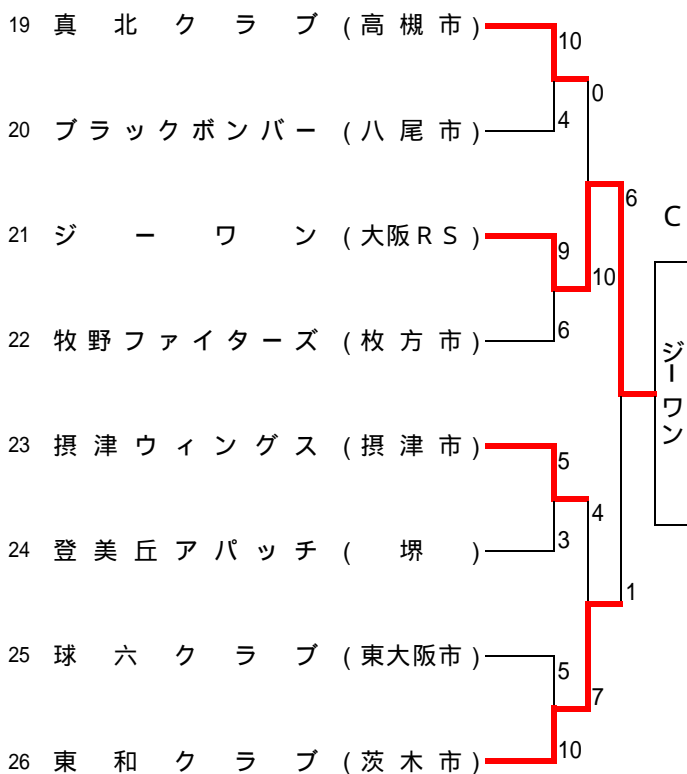 19 真北クラブ (高槻市)
10
0
20 ブラックボンバー (八尾市)
4
6
C
21 ジーワン (大阪RS)
9
10
22 牧野ファイターズ (枚方市)
6
ジーワン
23 摂津ウィングス (摂津市)
5
4
24 登美丘アパッチ (堺)
3
1
25 球六クラブ (東大阪市)
5
7
26 東和クラブ (茨木市)
10